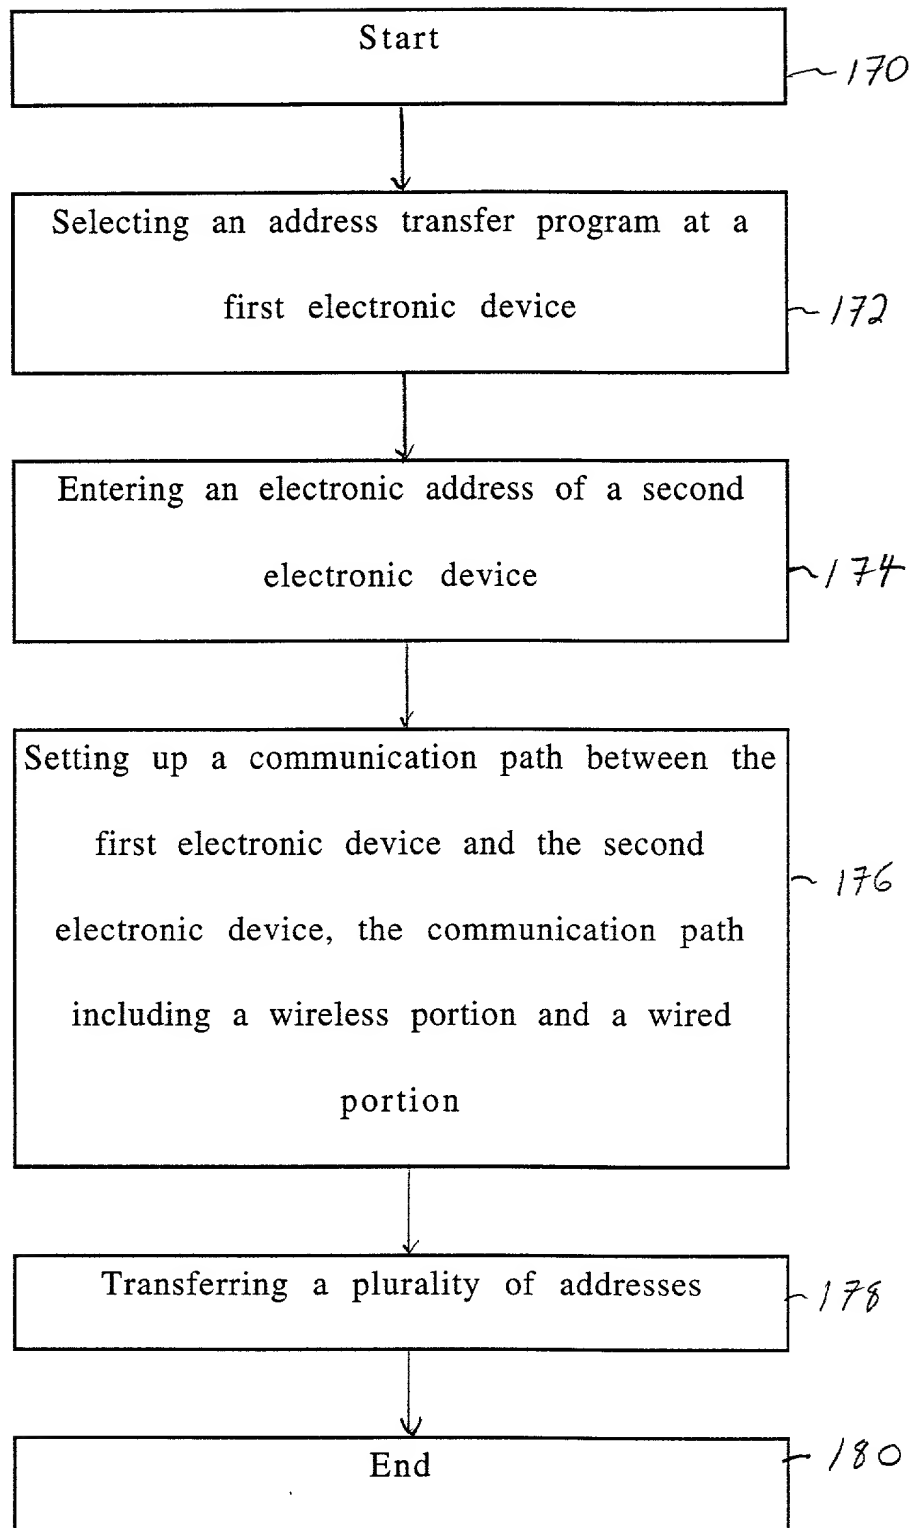 Start
170
Selecting an address transfer program at a
first electronic device
172
Entering an electronic address of a second
electronic device
174
Setting up a communication path between the
first electronic device and the second
176
electronic device, the communication path
including a wireless portion and a wired
portion
Transferring a plurality of addresses
178
End
180